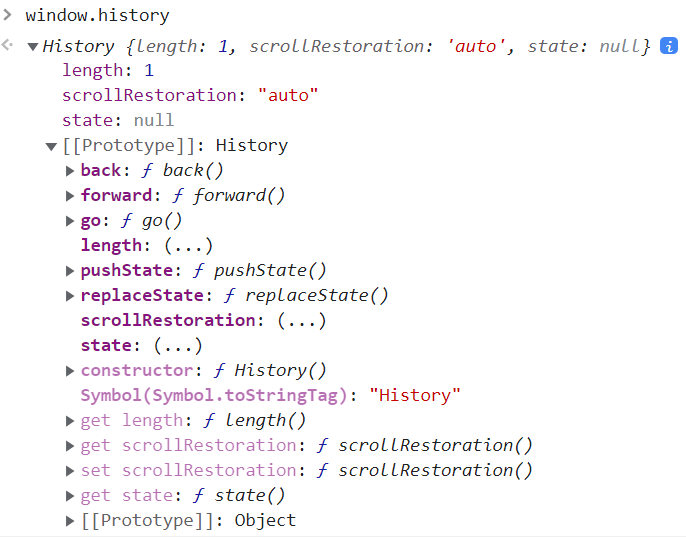 > window.history
History {length: 1, scrollRestoration: 'auto', state: null} i
length: 1
scrollRestoration: "auto"
state: null
[[Prototype]]: History
back: ƒ back()
forward: ƒ forward()
go: ƒ go()
length: (...)
pushState: ƒ pushState()
replaceState: ƒ replaceState()
scrollRestoration: (...)
state: (...)
constructor: ƒ History()
Symbol(Symbol.toStringTag): "History"
get length: ƒ length()
get scrollRestoration: ƒ scrollRestoration()
set scrollRestoration: ƒ scrollRestoration()
get state: ƒ state()
[[Prototype]]: Object